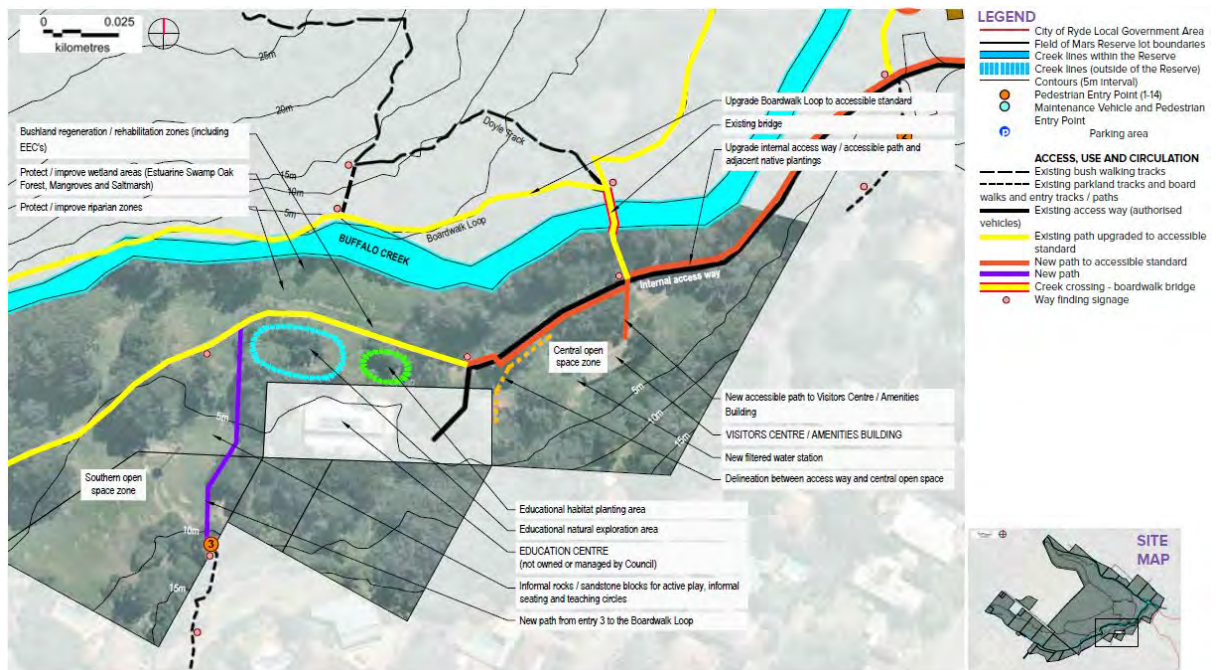 0 0.025
kilometres
25m
20m
15m
10m
5m
Doyle Track
Boardwalk Loop
BUFFALO CREEK
Internal access way
Bushland regeneration / rehabilitation zones (including
EEC's)
Protect / improve wetland areas (Estuarine Swamp Oak
Forest, Mangroves and Saltmarsh)
Protect / improve riparian zones
Upgrade Boardwalk Loop to accessible standard
Existing bridge
Upgrade internal access way / accessible path and
adjacent native plantings
2
Central open
space zone
5m
10m
15m
New accessible path to Visitors Centre / Amenities
Building
VISITORS CENTRE / AMENITIES BUILDING
New filtered water station
Delineation between access way and central open space
5m
Southern open
space zone
10m
3
15m
Educational habitat planting area
Educational natural exploration area
EDUCATION CENTRE
(not owned or managed by Council)
Informal rocks / sandstone blocks for active play, informal
seating and teaching circles
New path from entry 3 to the Boardwalk Loop
LEGEND
City of Ryde Local Government Area
Field of Mars Reserve lot boundaries
Creek lines within the Reserve
Creek lines (outside of the Reserve)
Contours (5m interval)
Pedestrian Entry Point (1-14)
Maintenance Vehicle and Pedestrian
Entry Point
P Parking area
ACCESS, USE AND CIRCULATION
Existing bush walking tracks
Existing parkland tracks and board
walks and entry tracks / paths
Existing access way (authorised
vehicles)
Existing path upgraded to accessible
standard
New path to accessible standard
New path
Creek crossing - boardwalk bridge
Way finding signage
SITE
MAP